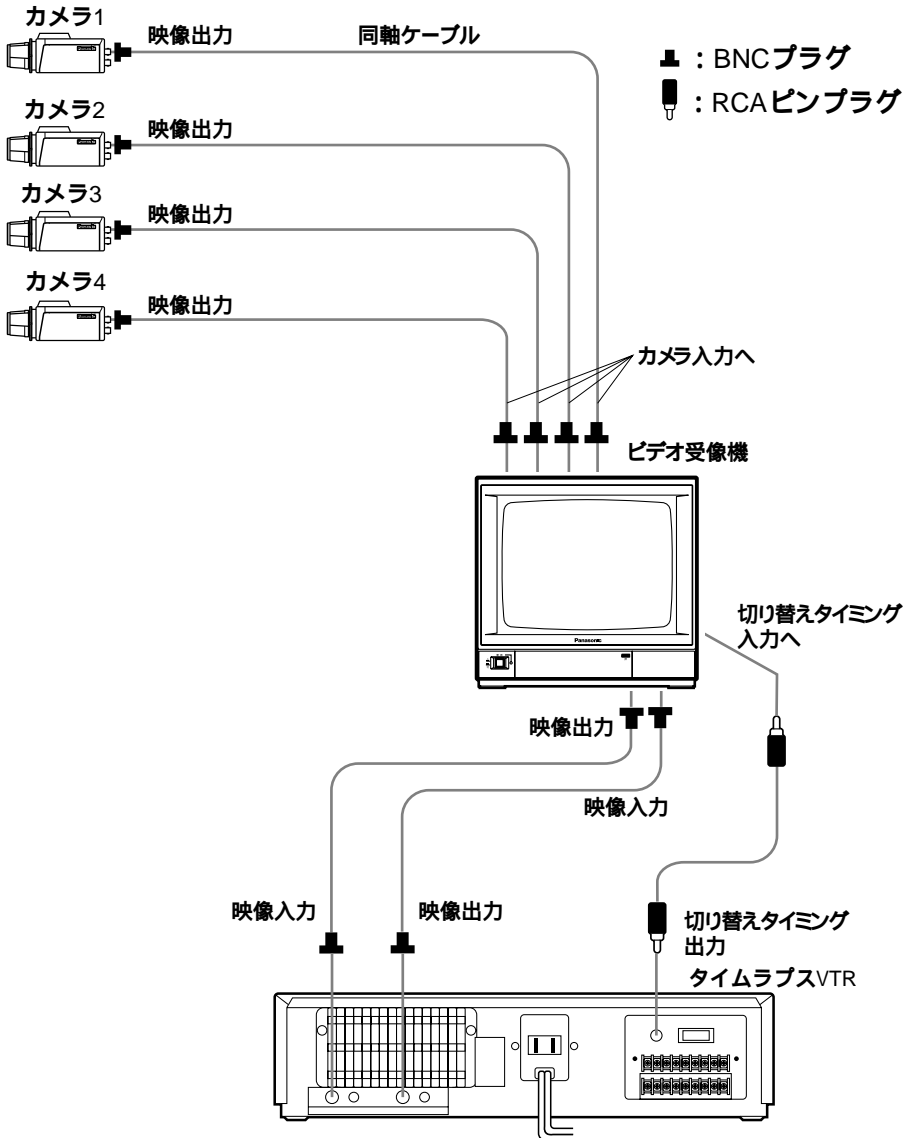 カメラ1
映像出力
同軸ケーブル
：BNCプラグ
：RCAピンプラグ
カメラ2
映像出力
カメラ3
映像出力
カメラ4
映像出力
カメラ入力へ
ビデオ受像機
Panasonic
切り替えタイミング
入力へ
映像出力
映像入力
映像入力
映像出力
切り替えタイミング
出力
タイムラプスVTR